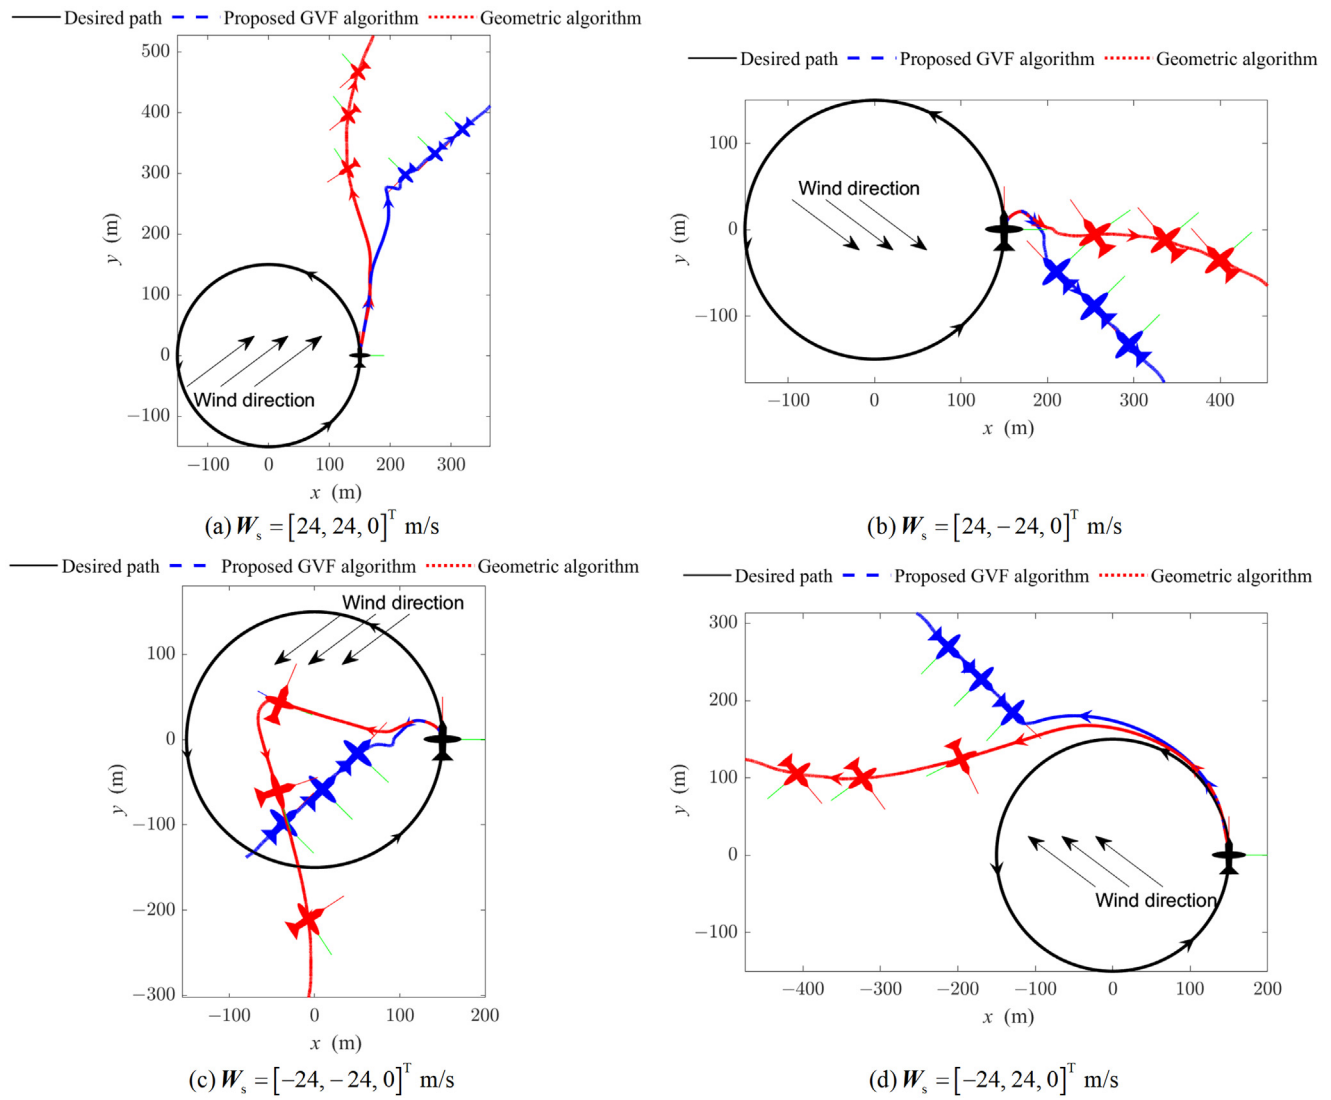 Desired path Proposed GVF algorithm Geometric algorithm
500
400
300
200
100
0
−100
y (m)
Wind direction
−100 0 100 200 300
x (m)
(a) Ws = [24, 24, 0]T m/s
Desired path Proposed GVF algorithm Geometric algorithm
100
0
−100
y (m)
Wind direction
−100 0 100 200 300 400
x (m)
(b) Ws = [24, − 24, 0]T m/s
Desired path Proposed GVF algorithm Geometric algorithm
Wind direction
100
0
−100
−200
−300
y (m)
−100 0 100 200
x (m)
(c) Ws = [−24, − 24, 0]T m/s
Desired path Proposed GVF algorithm Geometric algorithm
300
200
100
0
−100
y (m)
Wind direction
−400 −300 −200 −100 0 100 200
x (m)
(d) Ws = [−24, 24, 0]T m/s